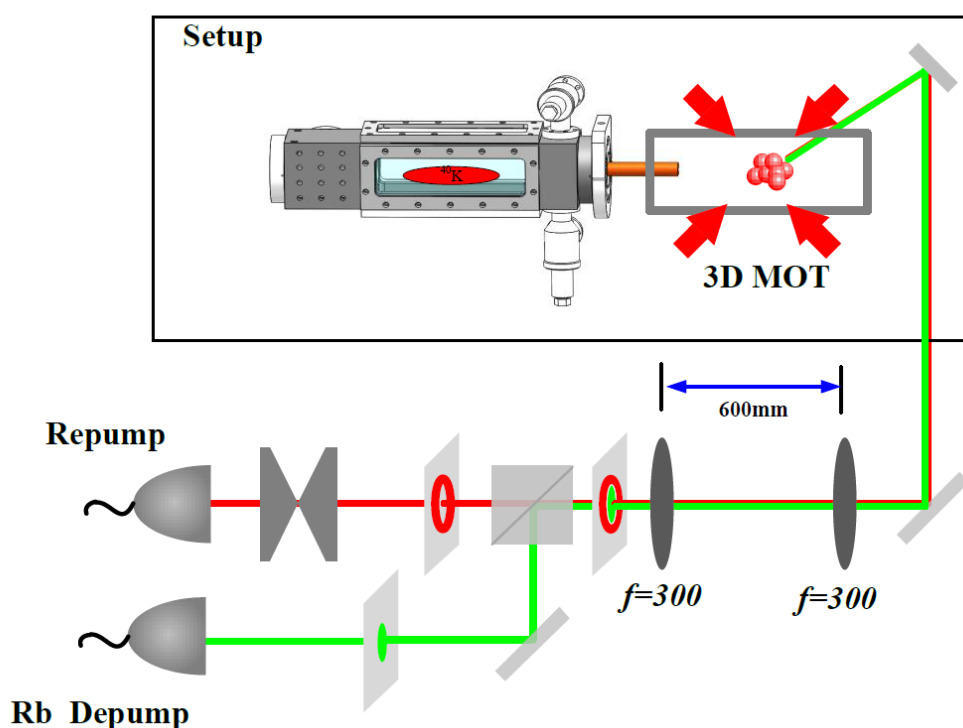 Setup
⁴⁰K
3D MOT
600mm
Repump
f=300
f=300
Rb Depump